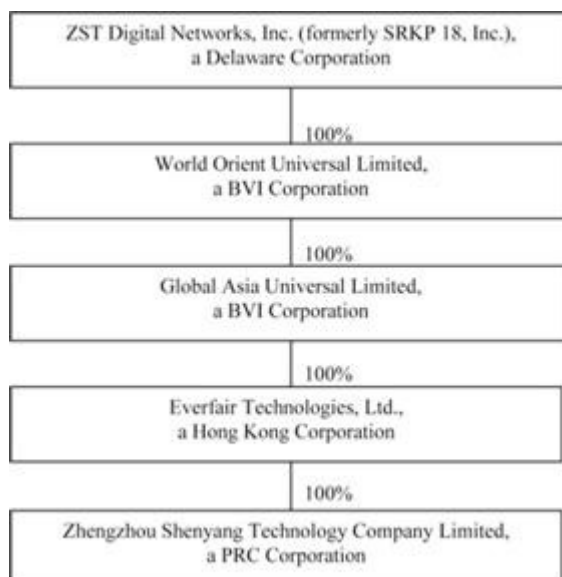 ZST Digital Networks, Inc. (formerly SRKP 18, Inc.),
a Delaware Corporation
100%
World Orient Universal Limited,
a BVI Corporation
100%
Global Asia Universal Limited,
a BVI Corporation
100%
Everfair Technologies, Ltd.,
a Hong Kong Corporation
100%
Zhengzhou Shenyang Technology Company Limited,
a PRC Corporation